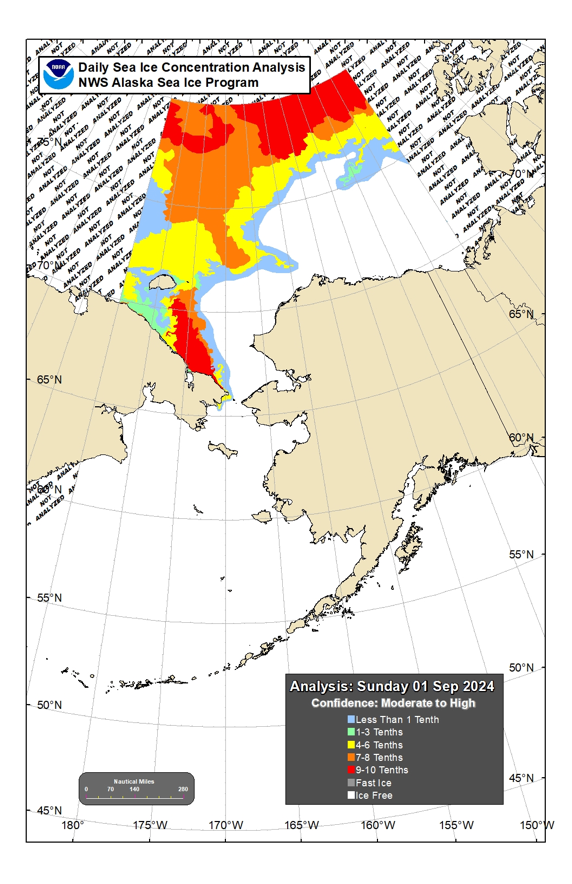 NOAA
Daily Sea Ice Concentration Analysis
NWS Alaska Sea Ice Program
NOT ANALYZED
75°N
70°N
70°N
65°N
65°N
60°N
60°N
55°N
55°N
50°N
50°N
45°N
45°N
Analysis: Sunday 01 Sep 2024
Confidence: Moderate to High
Less Than 1 Tenth
1-3 Tenths
4-6 Tenths
7-8 Tenths
9-10 Tenths
Fast Ice
Ice Free
Nautical Miles
0 70 140 280
180° 175°W 170°W 165°W 160°W 155°W 150°W